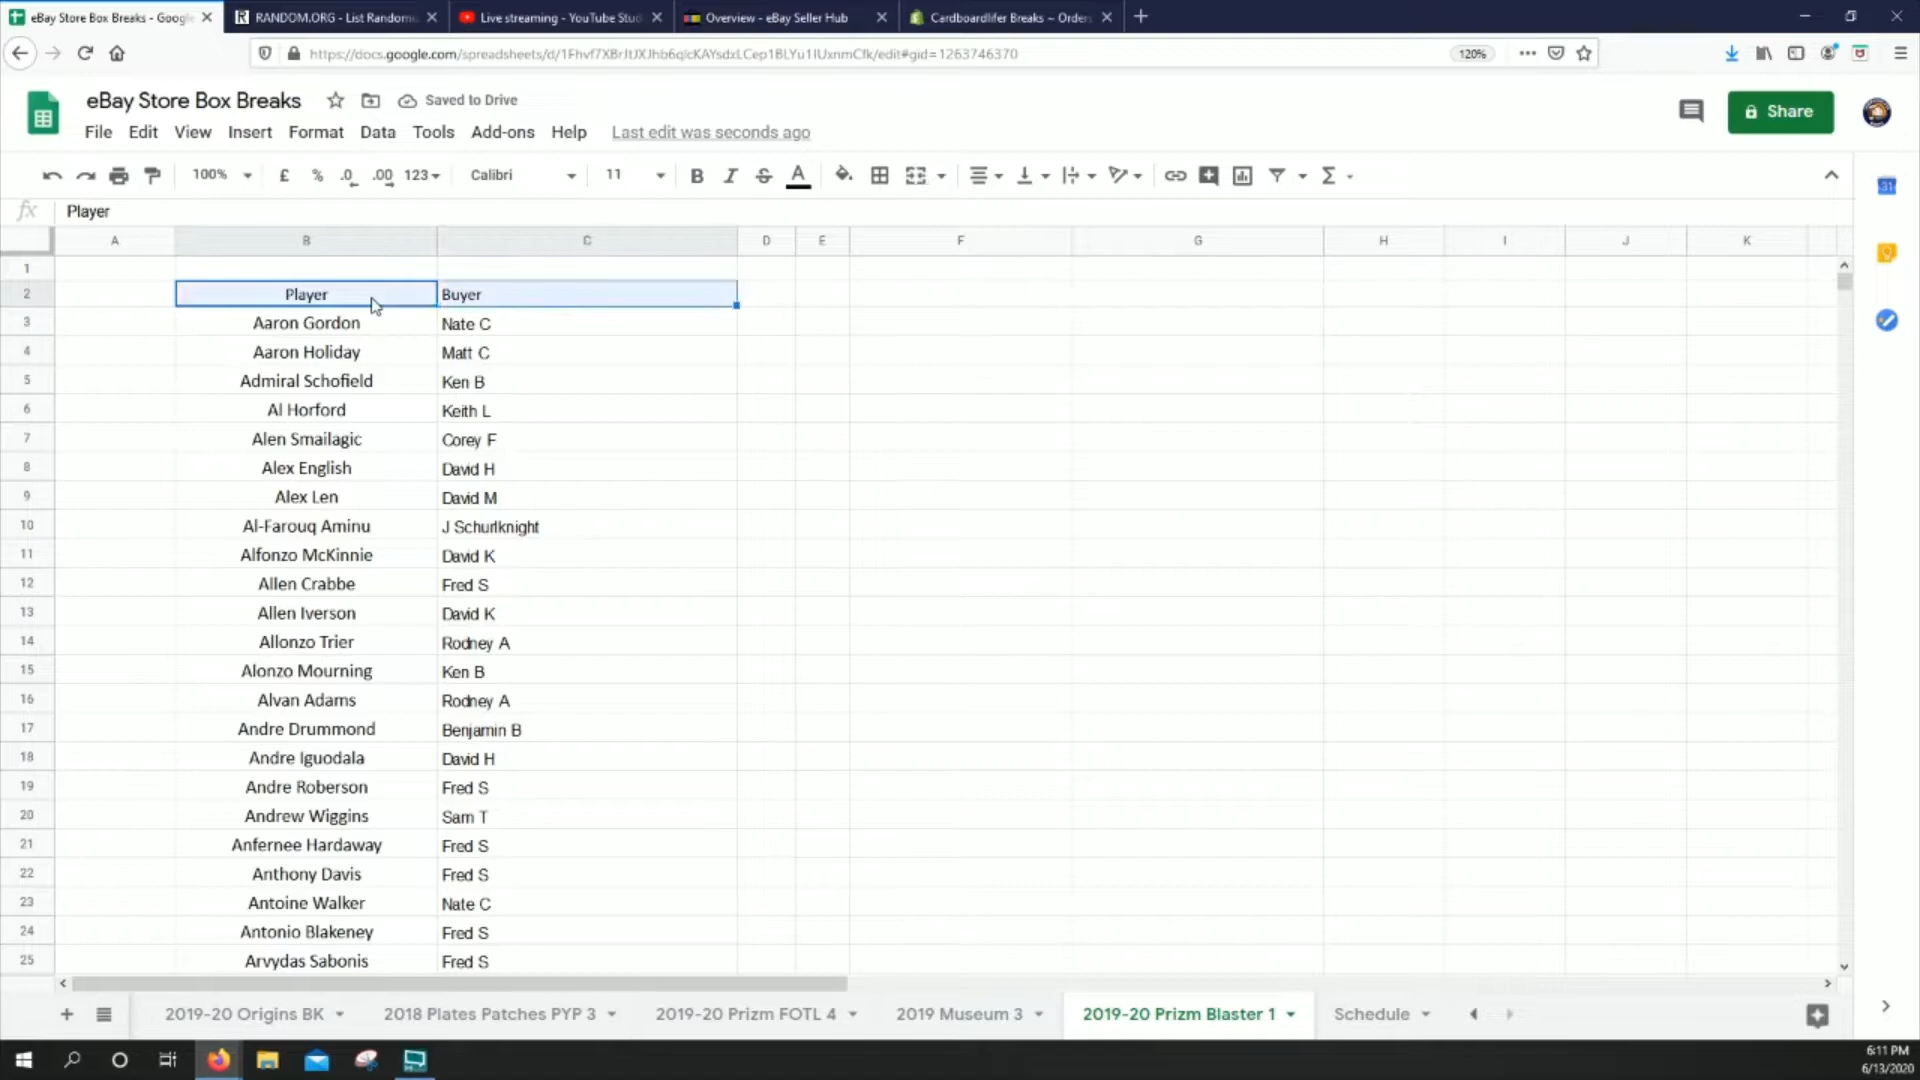 eBay Store Box Breaks - Google
RANDOM.ORG - List Randomi
Live streaming - YouTube Stud
Overview - eBay Seller Hub
Cardboardlifer Breaks ~ Orders
120%
eBay Store Box Breaks Saved to Drive
Share
File Edit View Insert Format Data Tools Add-ons Help Last edit was seconds ago
100% £ % .0 .00 123 Calibri 11 B I S A
fx Player
A B C D E F G H I J K
1
2 Player Buyer
3 Aaron Gordon Nate C
4 Aaron Holiday Matt C
5 Admiral Schofield Ken B
6 Al Horford Keith L
7 Alen Smailagic Corey F
8 Alex English David H
9 Alex Len David M
10 Al-Farouq Aminu J Schurlknight
11 Alfonzo McKinnie David K
12 Allen Crabbe Fred S
13 Allen Iverson David K
14 Allonzo Trier Rodney A
15 Alonzo Mourning Ken B
16 Alvan Adams Rodney A
17 Andre Drummond Benjamin B
18 Andre Iguodala David H
19 Andre Roberson Fred S
20 Andrew Wiggins Sam T
21 Anfernee Hardaway Fred S
22 Anthony Davis Fred S
23 Antoine Walker Nate C
24 Antonio Blakeney Fred S
25 Arvydas Sabonis Fred S
2019-20 Origins BK 2018 Plates Patches PYP 3 2019-20 Prizm FOTL 4 2019 Museum 3 2019-20 Prizm Blaster 1 Schedule
6:11 PM
6/13/2020